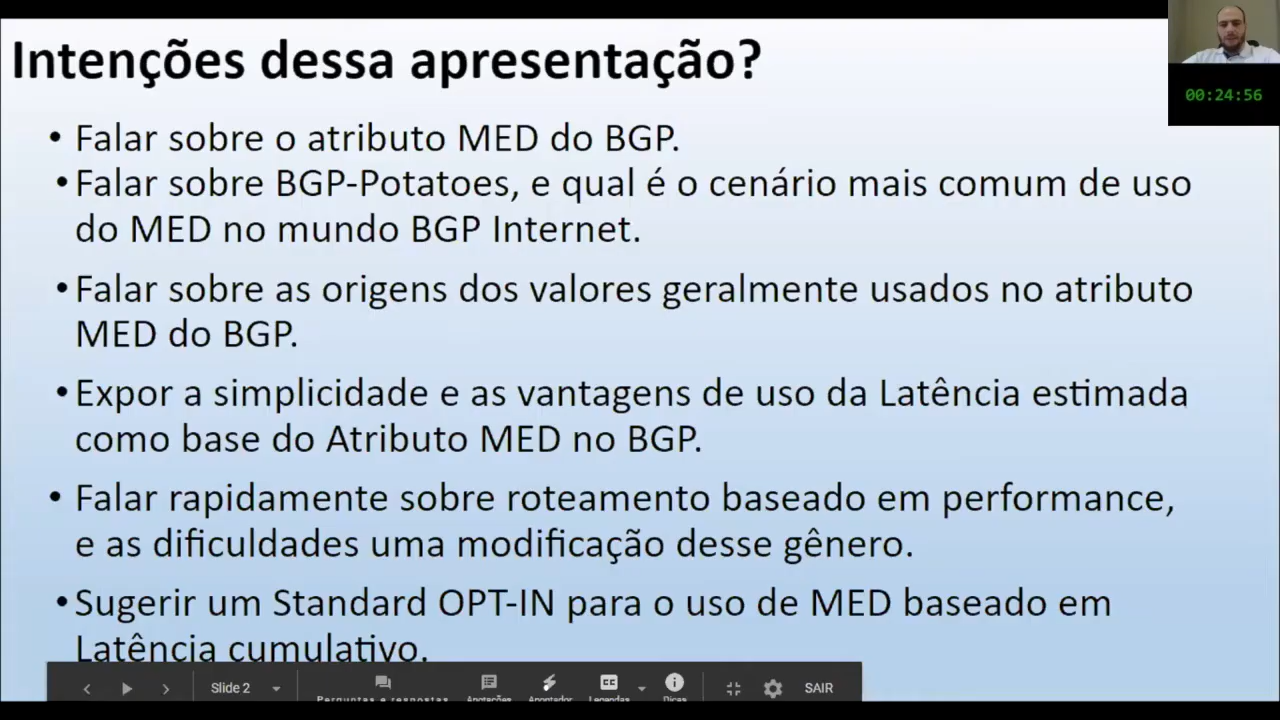 Intenções dessa apresentação?
00:24:56
• Falar sobre o atributo MED do BGP.
• Falar sobre BGP-Potatoes, e qual é o cenário mais comum de uso
do MED no mundo BGP Internet.
• Falar sobre as origens dos valores geralmente usados no atributo
MED do BGP.
• Expor a simplicidade e as vantagens de uso da Latência estimada
como base do Atributo MED no BGP.
• Falar rapidamente sobre roteamento baseado em performance,
e as dificuldades uma modificação desse gênero.
• Sugerir um Standard OPT-IN para o uso de MED baseado em
Latência cumulativo.
Slide 2
Perguntas e respostas
Anotações
Apontador
CC
Legendas
Dicas
SAIR